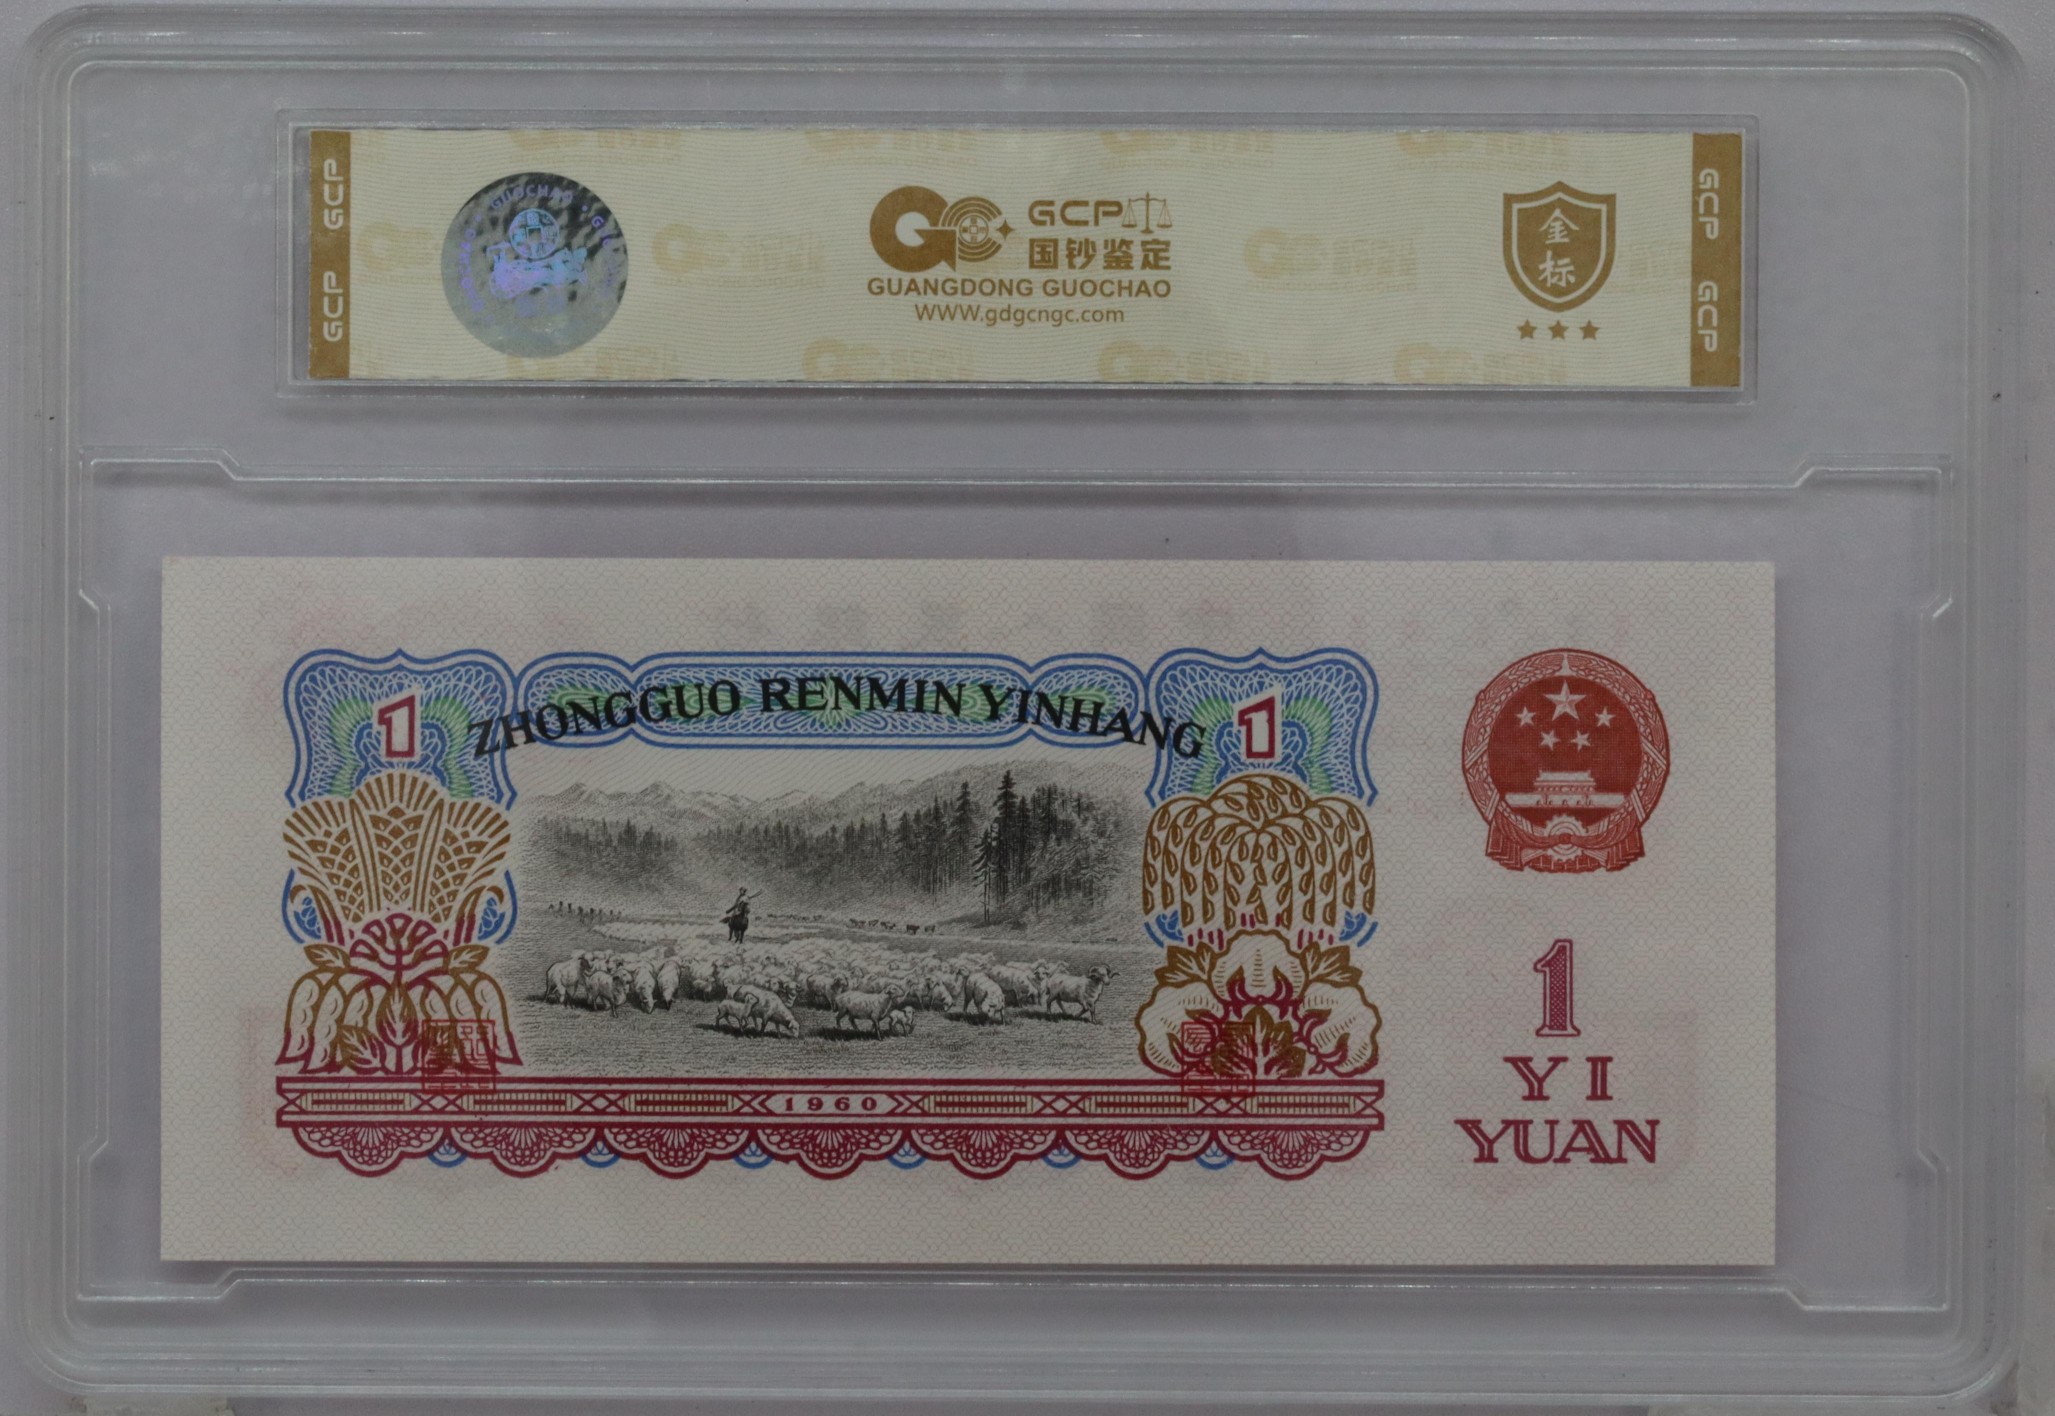 GCP GCP
GCP
国钞鉴定
GUANGDONG GUOCHAO
WWW.gdgcngc.com
金
标
GCP GCP
1
ZHONGGUO RENMIN YINHANG
1
1960
1
YI
YUAN